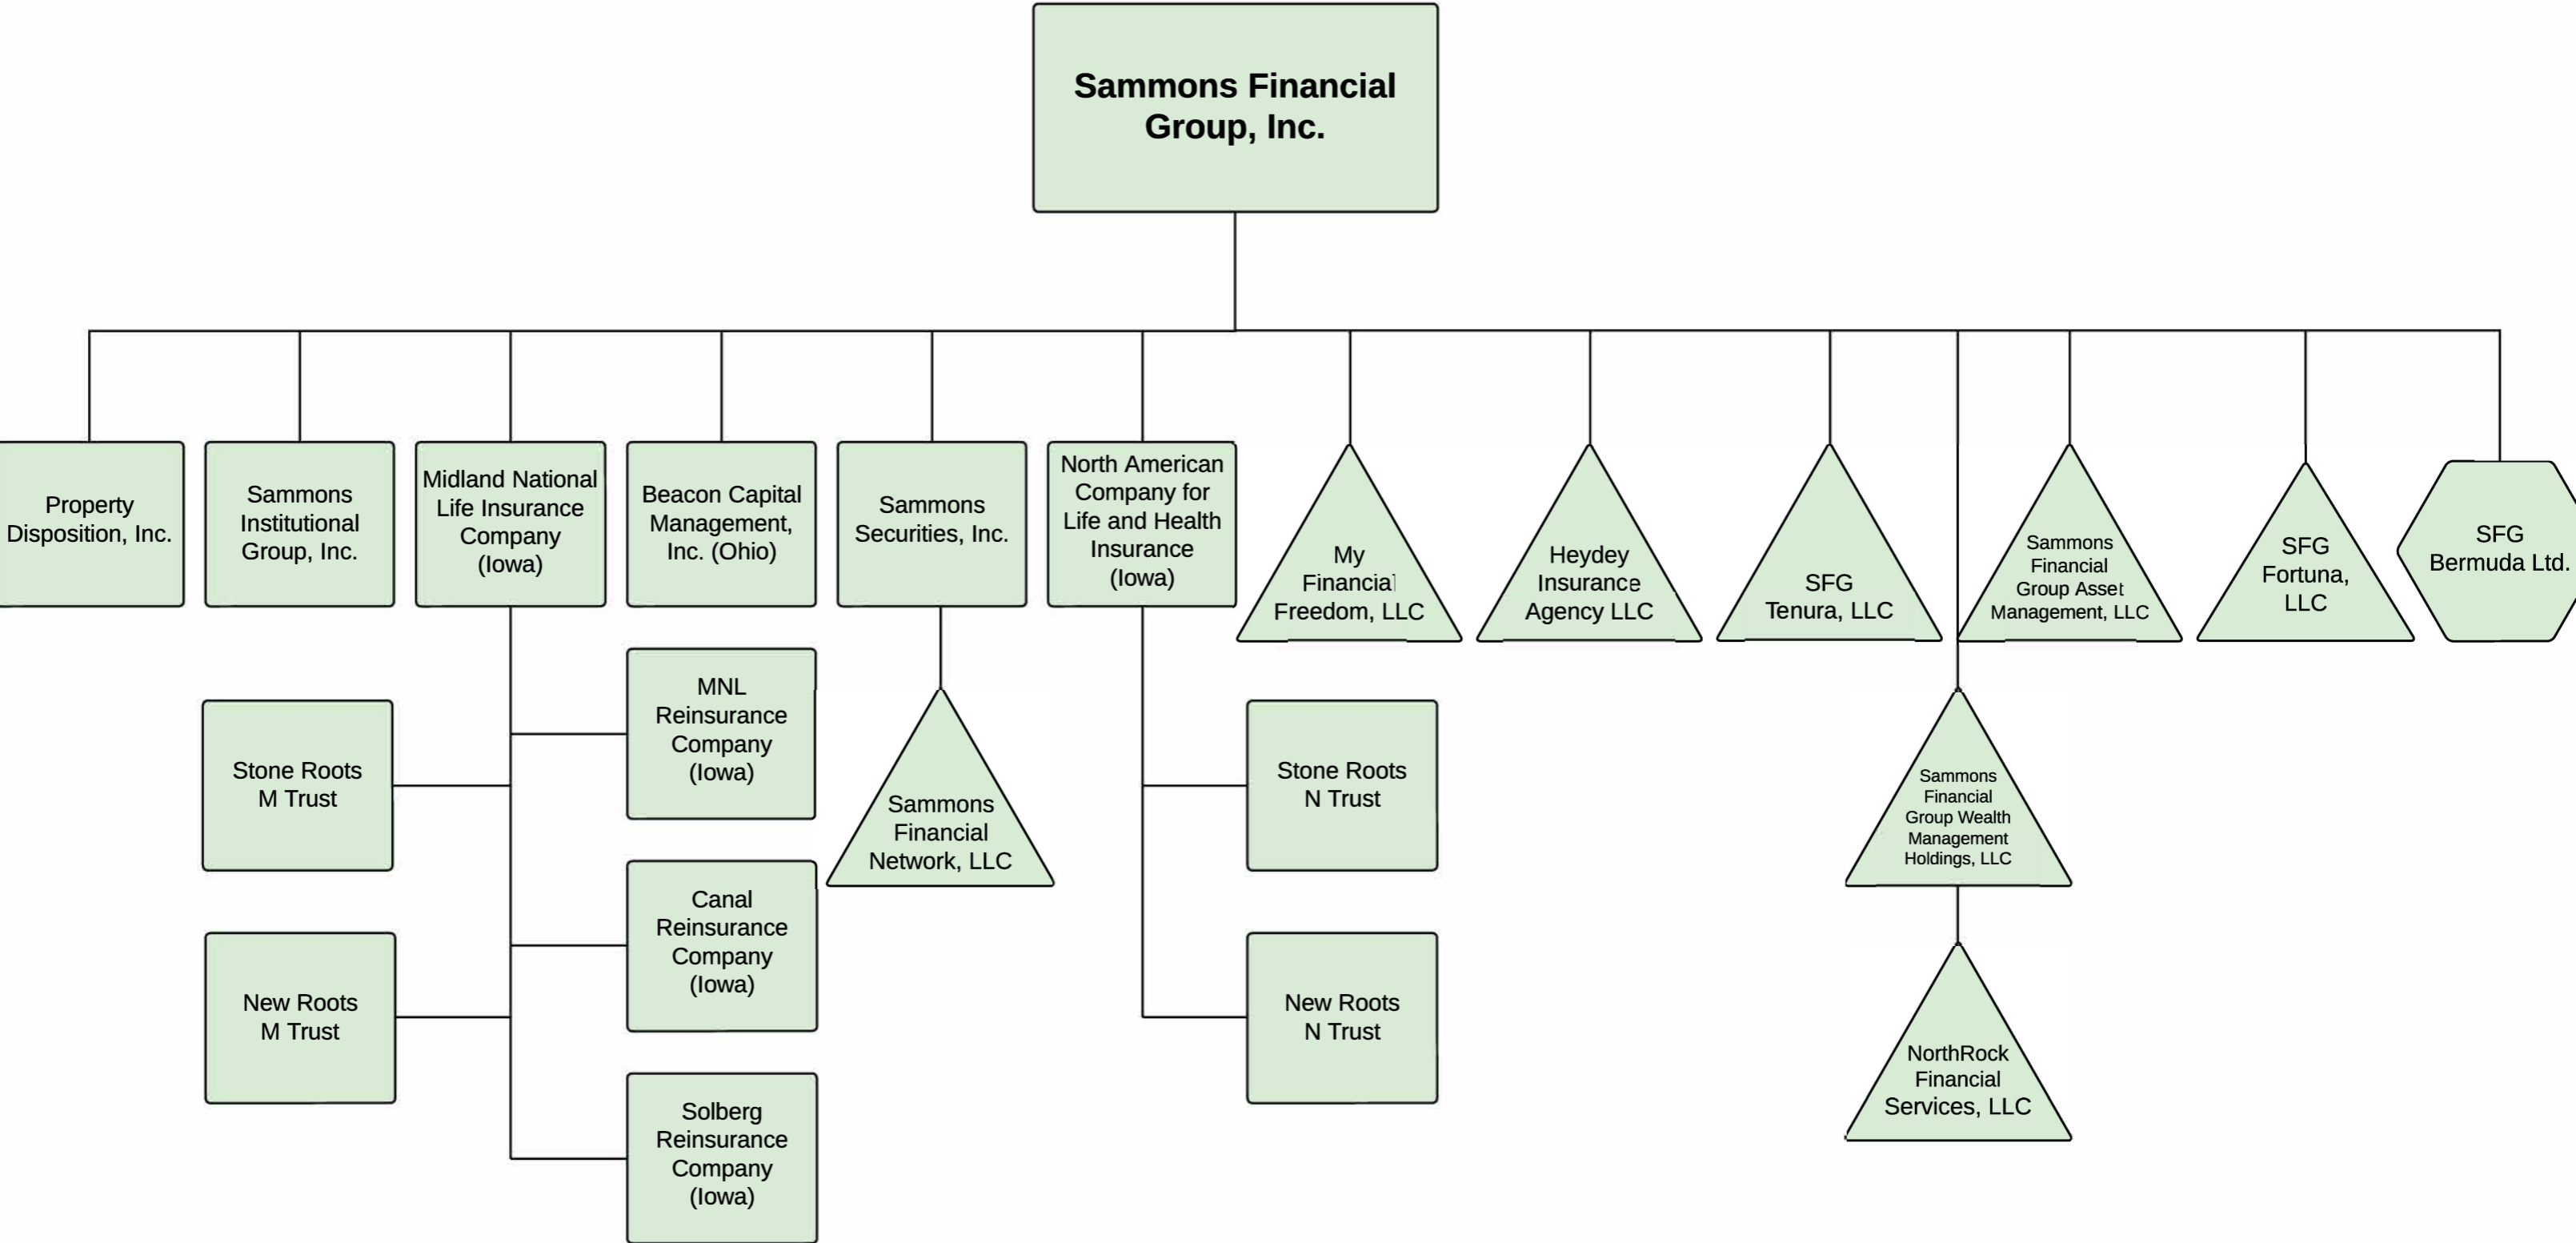 Sammons Financial
Group, Inc.
Property
Disposition, Inc.
Sammons
Institutional
Group, Inc.
Midland National
Life Insurance
Company
(Iowa)
Beacon Capital
Management,
Inc. (Ohio)
Sammons
Securities, Inc.
North American
Company for
Life and Health
Insurance
(Iowa)
My
Financial
Freedom, LLC
Heydey
Insurance
Agency LLC
SFG
Tenura, LLC
Sammons
Financial
Group Asset
Management, LLC
SFG
Fortuna,
LLC
SFG
Bermuda Ltd.
Stone Roots
M Trust
MNL
Reinsurance
Company
(Iowa)
Sammons
Financial
Network, LLC
Stone Roots
N Trust
Sammons
Financial
Group Wealth
Management
Holdings, LLC
Canal
Reinsurance
Company
(Iowa)
New Roots
M Trust
New Roots
N Trust
NorthRock
Financial
Services, LLC
Solberg
Reinsurance
Company
(Iowa)